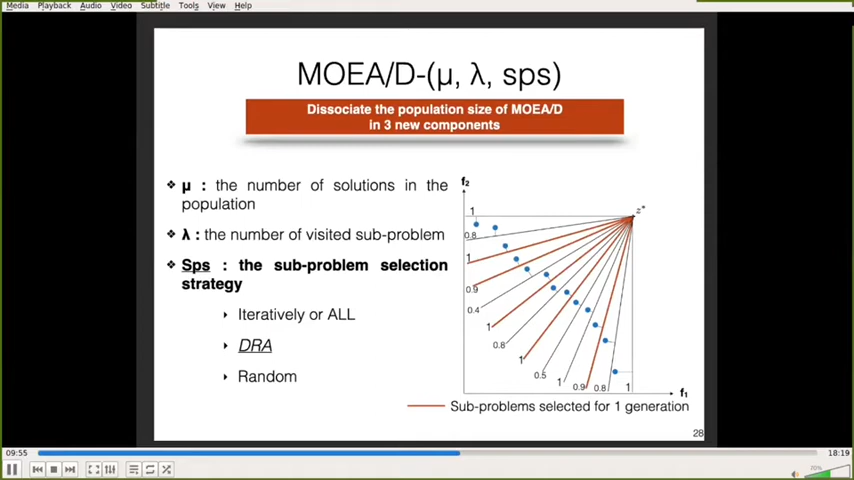 Media Playback Audio Video Subtitle Tools View Help
MOEA/D-(μ, λ, sps)
Dissociate the population size of MOEA/D
in 3 new components
❖ μ : the number of solutions in the
population
❖ λ : the number of visited sub-problem
❖ Sps : the sub-problem selection
strategy
‣ Iteratively or ALL
‣ DRA
‣ Random
f₂
z*
1
0.8
1
0.9
0.4
1
0.8
1
0.5
1
0.9
0.8
1
f₁
Sub-problems selected for 1 generation
28
09:55
18:19
70%